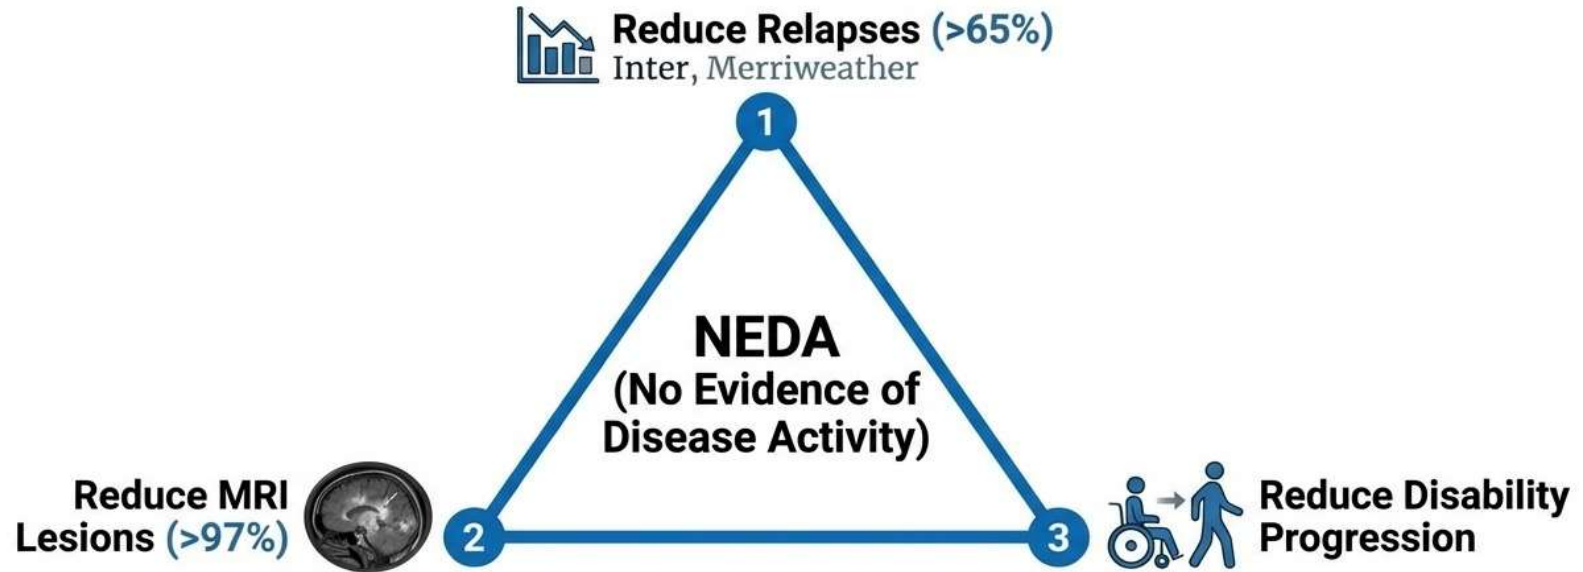 Reduce Relapses (>65%)
Inter, Merriweather
1
NEDA
(No Evidence of
Disease Activity)
Reduce MRI
Lesions (>97%)
2
3
Reduce Disability
Progression